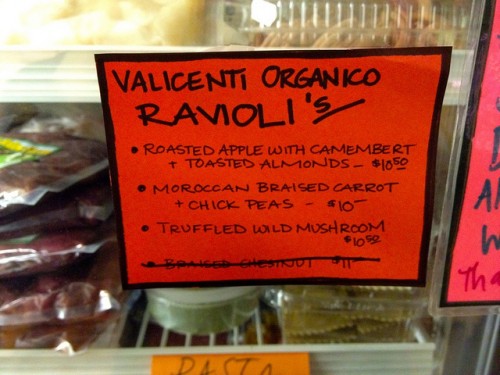 VALICENTI ORGANICO
RAVIOLI'S
• ROASTED APPLE WITH CAMEMBERT
+ TOASTED ALMONDS - $10.50
• MOROCCAN BRAISED CARROT
+ CHICK PEAS - $10-
• TRUFFLED WILD MUSHROOM
$10.50
• BRAISED CHESTNUT $11-
PASTA
Tha